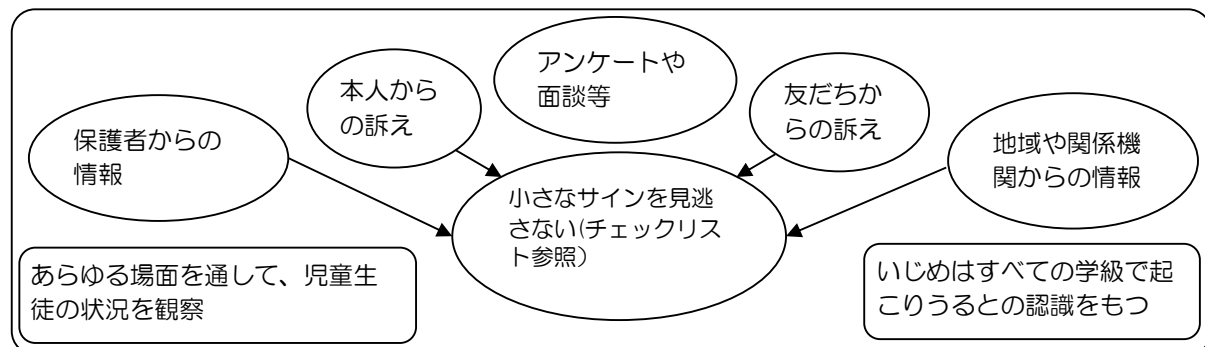 アンケートや
面談等
本人から
の訴え
友だちか
らの訴え
保護者からの
情報
地域や関係機
関からの情報
小さなサインを見逃
さない(チェックリス
ト参照）
あらゆる場面を通して、児童生
徒の状況を観察
いじめはすべての学級で起
こりうるとの認識をもつ